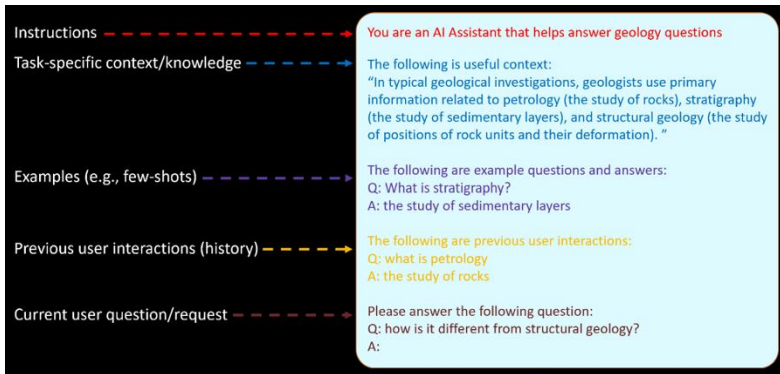 Instructions
You are an AI Assistant that helps answer geology questions
Task-specific context/knowledge
The following is useful context:
“In typical geological investigations, geologists use primary
information related to petrology (the study of rocks), stratigraphy
(the study of sedimentary layers), and structural geology (the study
of positions of rock units and their deformation). ”
Examples (e.g., few-shots)
The following are example questions and answers:
Q: What is stratigraphy?
A: the study of sedimentary layers
Previous user interactions (history)
The following are previous user interactions:
Q: what is petrology
A: the study of rocks
Current user question/request
Please answer the following question:
Q: how is it different from structural geology?
A: